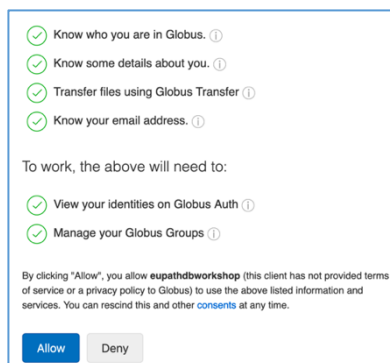 Know who you are in Globus.
Know some details about you.
Transfer files using Globus Transfer
Know your email address.
To work, the above will need to:
View your identities on Globus Auth
Manage your Globus Groups
By clicking "Allow", you allow eupathdbworkshop (this client has not provided terms
of service or a privacy policy to Globus) to use the above listed information and
services. You can rescind this and other consents at any time.
Allow Deny